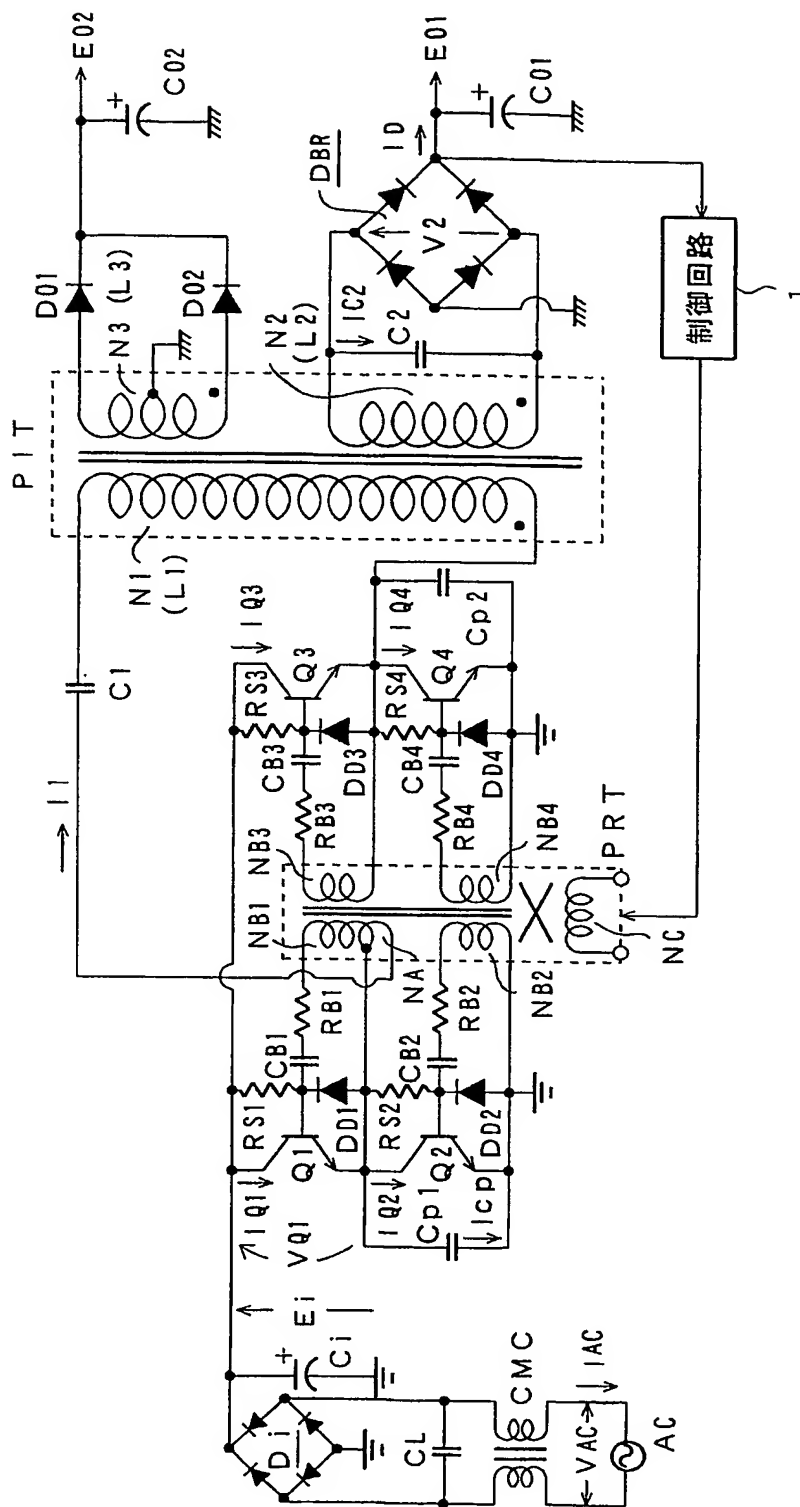 PIT
N1
(L1)
C1
I1
N3 (L3)
D01
D02
E02
+
C02
N2
(L2)
IC2
C2
V2
DBR
ID
E01
+
C01
制御回路
1
Ei
+
Ci
Di
CL
CMC
VAC
IAC
AC
VQ1
IQ1
Q1
RS1
CB1
RB1
DD1
NB1
NA
IQ2
Q2
Cp1
Icp
RS2
CB2
RB2
DD2
NB2
IQ3
Q3
RS3
CB3
RB3
DD3
NB3
IQ4
Q4
Cp2
RS4
CB4
RB4
DD4
NB4
PRT
NC